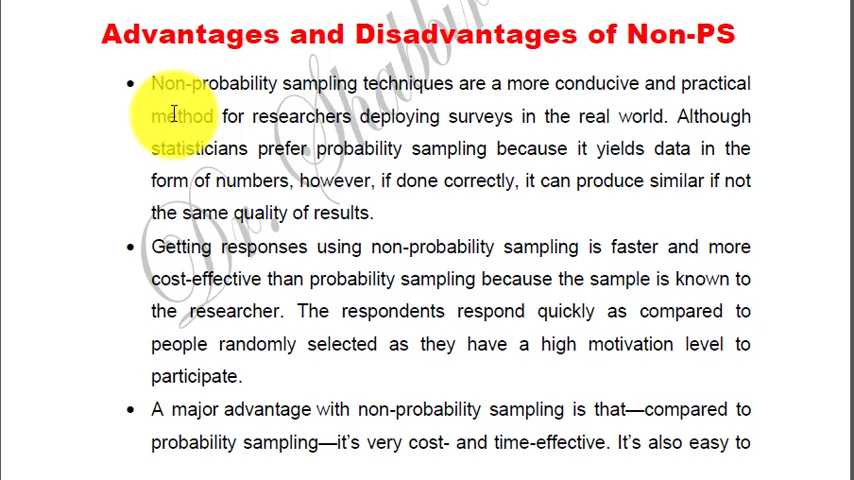 Advantages and Disadvantages of Non-PS
• Non-probability sampling techniques are a more conducive and practical
method for researchers deploying surveys in the real world. Although
statisticians prefer probability sampling because it yields data in the
form of numbers, however, if done correctly, it can produce similar if not
the same quality of results.
• Getting responses using non-probability sampling is faster and more
cost-effective than probability sampling because the sample is known to
the researcher. The respondents respond quickly as compared to
people randomly selected as they have a high motivation level to
participate.
• A major advantage with non-probability sampling is that—compared to
probability sampling—it's very cost- and time-effective. It's also easy to
Dr. Shabbir